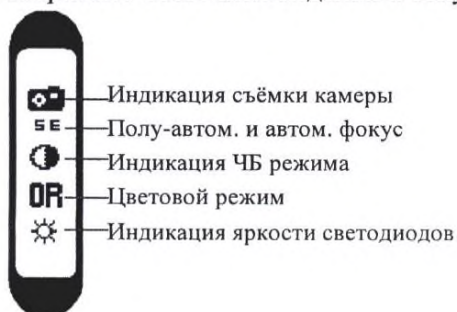 Индикация съёмки камеры
SE Полу-автом. и автом. фокус
Индикация ЧБ режима
OR Цветовой режим
Индикация яркости светодиодов